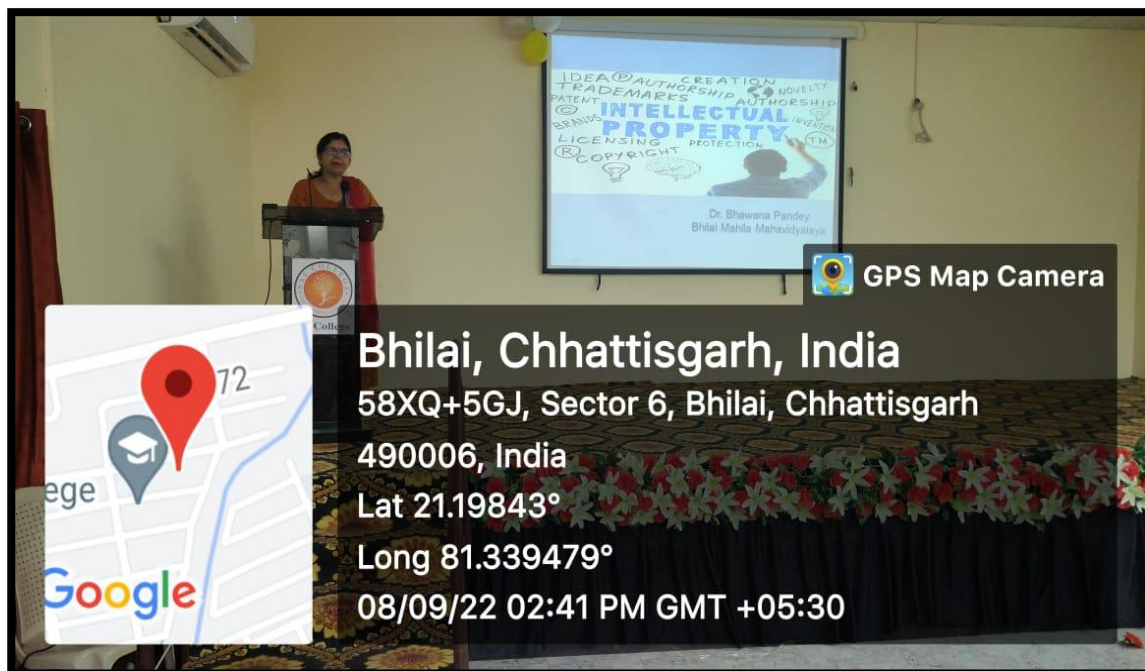 IDEA Ⓟ AUTHORSHIP CREATION
TRADEMARKS NOVELTY
PATENT AUTHORSHIP
© INTELLECTUAL INVENTION
BRANDS PROPERTY TM
LICENSING PROTECTION
® COPYRIGHT
Dr. Bhawana Pandey
Bhilai Mahila Mahavidyalaya
COLLEGE
College
GPS Map Camera
Bhilai, Chhattisgarh, India
58XQ+5GJ, Sector 6, Bhilai, Chhattisgarh
490006, India
Lat 21.19843°
Long 81.339479°
08/09/22 02:41 PM GMT +05:30
72
ege
Google